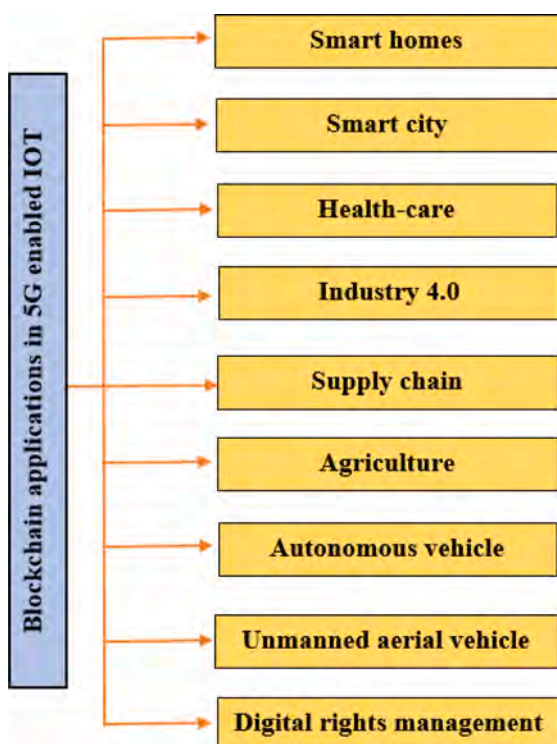 Blockchain applications in 5G enabled IOT
Smart homes
Smart city
Health-care
Industry 4.0
Supply chain
Agriculture
Autonomous vehicle
Unmanned aerial vehicle
Digital rights management